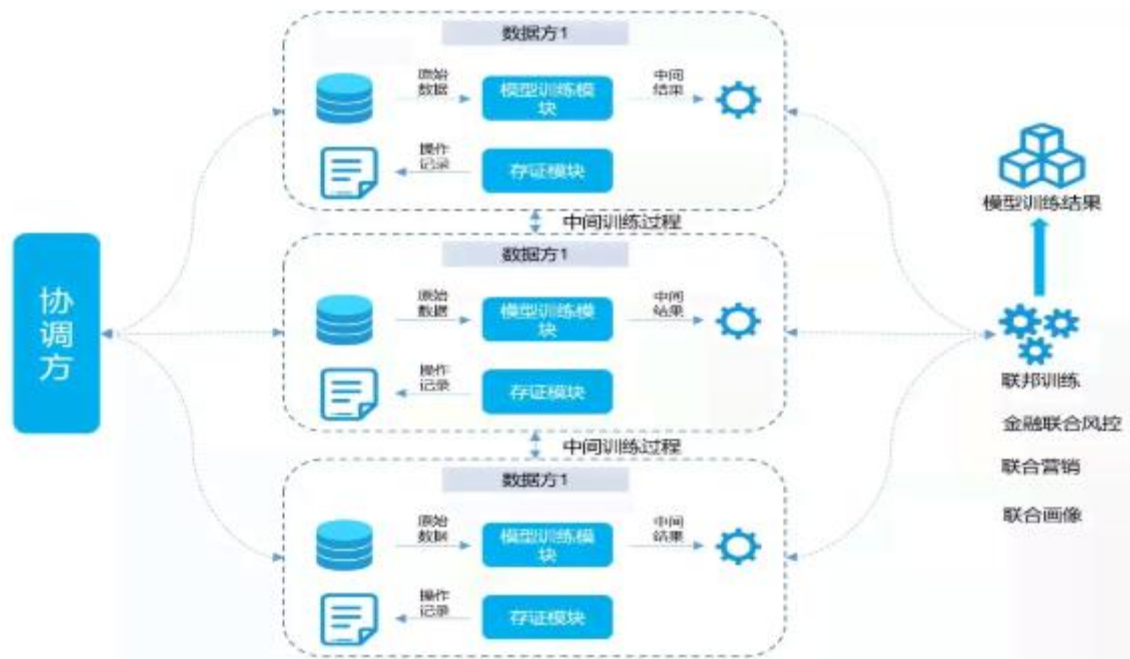 数据方1
原始
数据
模型训练模
块
中间
结果
操作
记录
存证模块
中间训练过程
数据方1
原始
数据
模型训练模
块
中间
结果
操作
记录
存证模块
中间训练过程
数据方1
原始
数据
模型训练模
块
中间
结果
操作
记录
存证模块
协
调
方
模型训练结果
联邦训练
金融联合风控
联合营销
联合画像